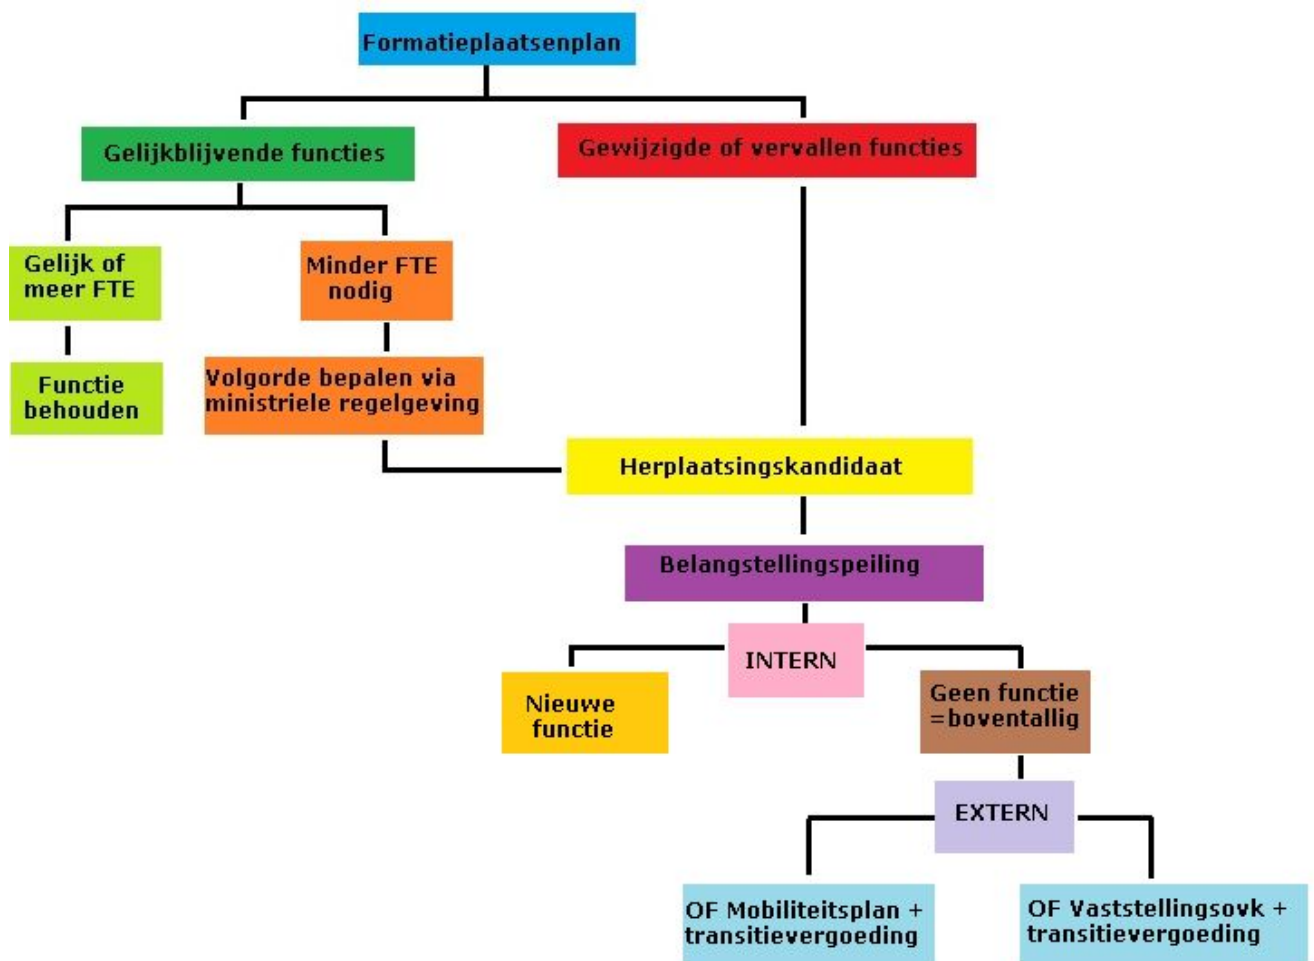 Formatieplaatsenplan
Gelijkblijvende functies
Gewijzigde of vervallen functies
Gelijk of
meer FTE
Minder FTE
nodig
Functie
behouden
Volgorde bepalen via
ministriele regelgeving
Herplaatsingskandidaat
Belangstellingspeiling
INTERN
Nieuwe
functie
Geen functie
=boventallig
EXTERN
OF Mobiliteitsplan +
transitievergoeding
OF Vaststellingsovk +
transitievergoeding